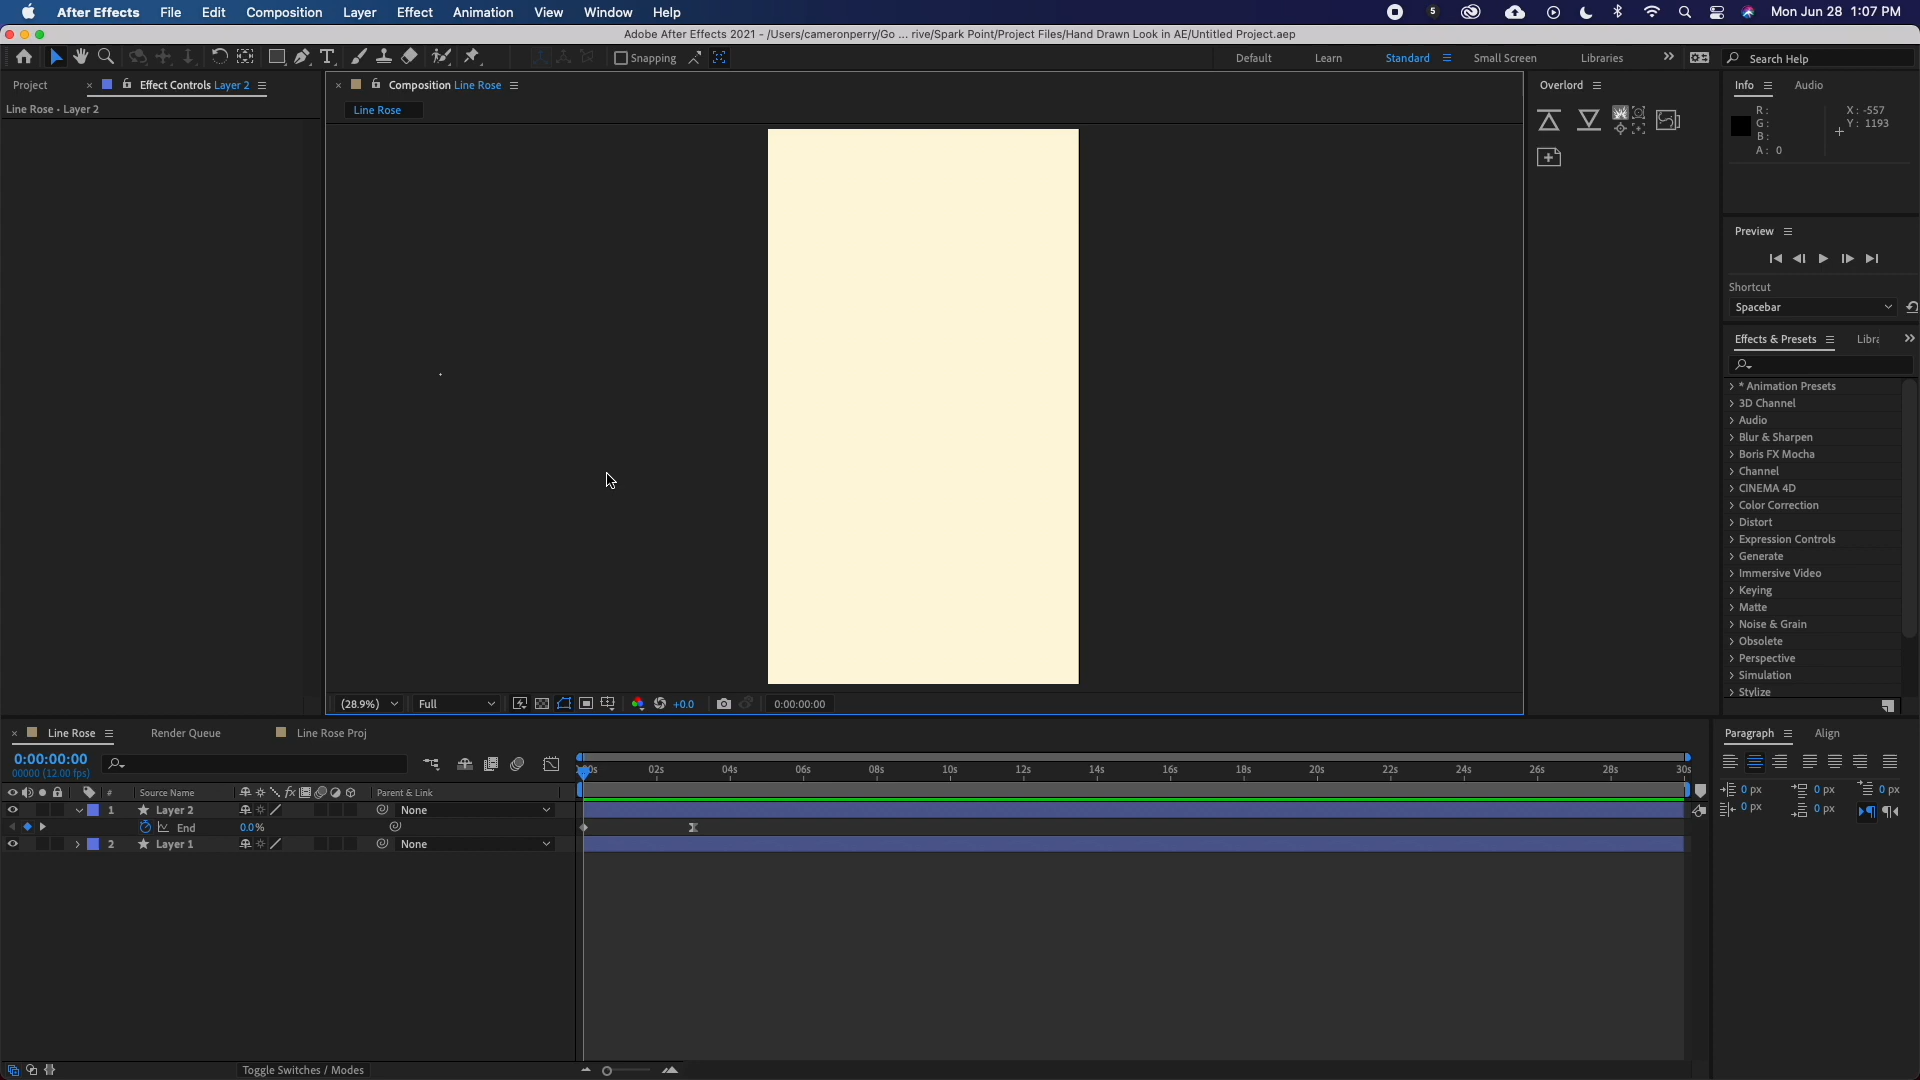 After Effects File Edit Composition Layer Effect Animation View Window Help 5 Mon Jun 28 1:07 PM
Adobe After Effects 2021 - /Users/cameronperry/Go ... rive/Spark Point/Project Files/Hand Drawn Look in AE/Untitled Project.aep
Snapping Default Learn Standard Small Screen Libraries Search Help
Project Effect Controls Layer 2 Composition Line Rose Overlord Info Audio
Line Rose • Layer 2
Line Rose
R:
G:
B:
A: 0
X: -557
Y: 1193
Preview
Shortcut
Spacebar
Effects & Presets Libra
* Animation Presets
3D Channel
Audio
Blur & Sharpen
Boris FX Mocha
Channel
CINEMA 4D
Color Correction
Distort
Expression Controls
Generate
Immersive Video
Keying
Matte
Noise & Grain
Obsolete
Perspective
Simulation
Stylize
(28.9%) Full +0.0 0:00:00:00
Line Rose Render Queue Line Rose Proj
0:00:00:00
00000 (12.00 fps)
02s 04s 06s 08s 10s 12s 14s 16s 18s 20s 22s 24s 26s 28s 30s
# Source Name fx Parent & Link
1 Layer 2 None
End 0.0%
2 Layer 1 None
Toggle Switches / Modes
Paragraph Align
0 px 0 px 0 px
0 px 0 px